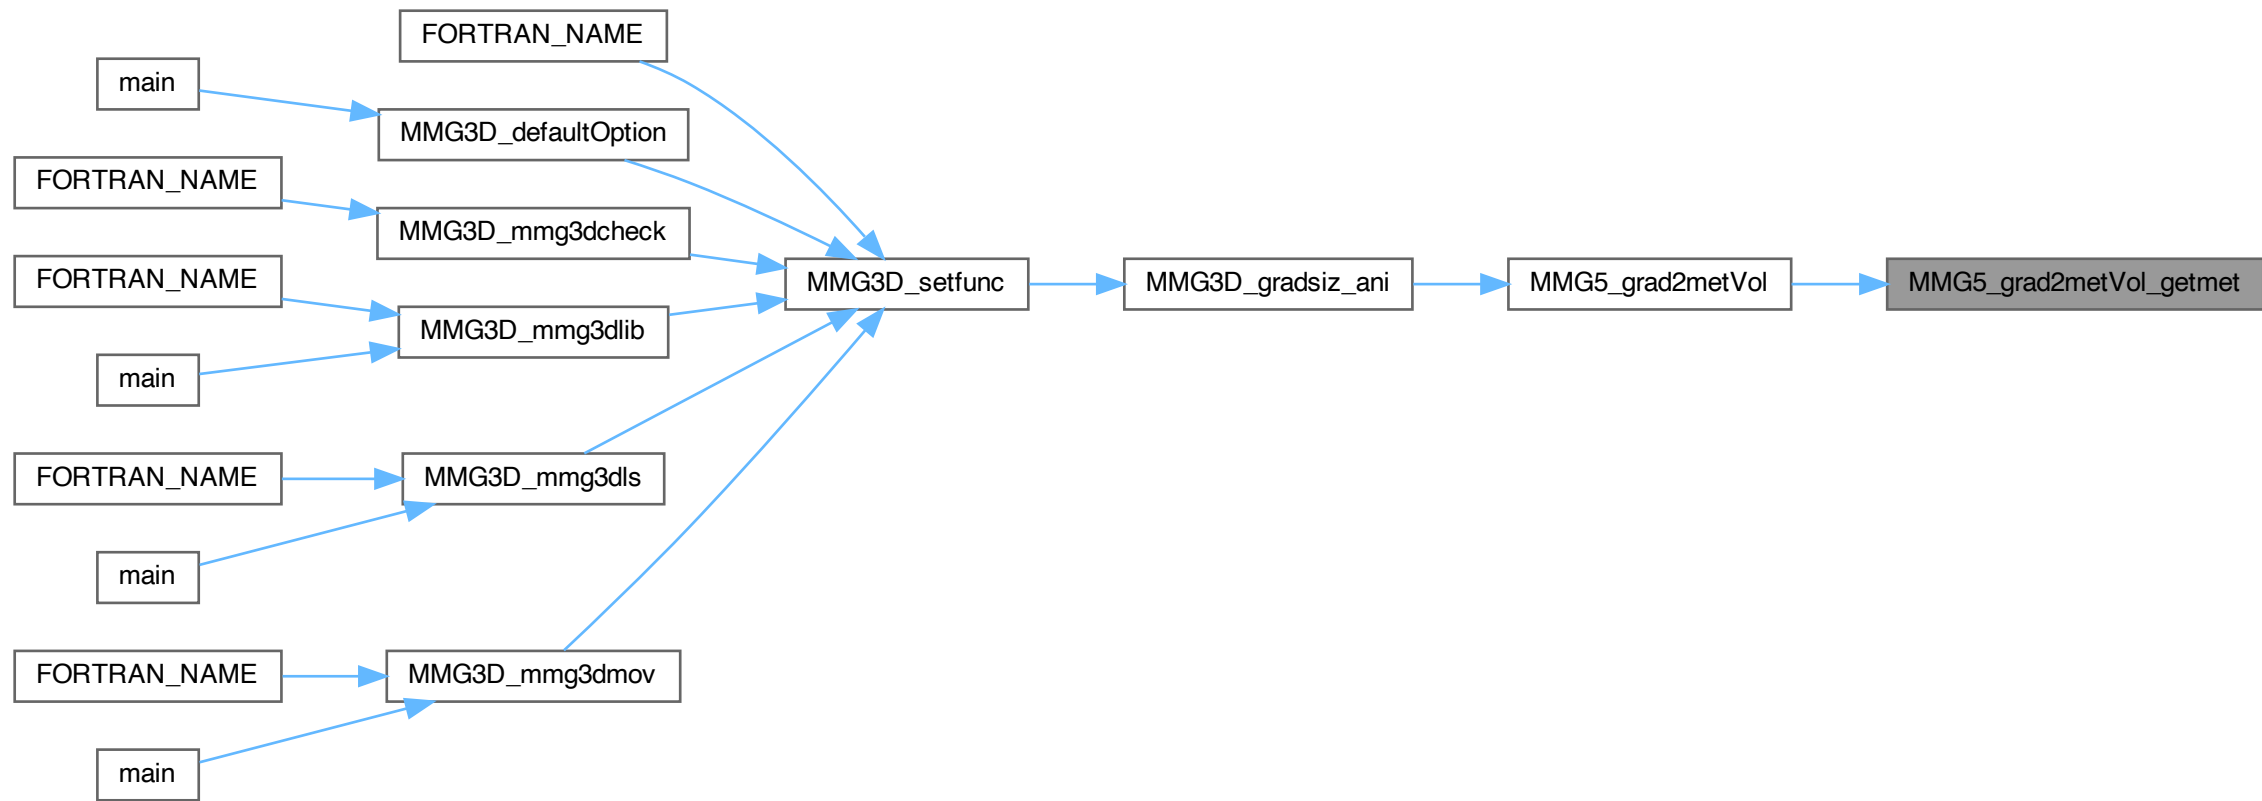 FORTRAN_NAME
main
MMG3D_defaultOption
FORTRAN_NAME
MMG3D_mmg3dcheck
FORTRAN_NAME
MMG3D_setfunc
MMG3D_gradsiz_ani
MMG5_grad2metVol
MMG5_grad2metVol_getmet
MMG3D_mmg3dlib
main
FORTRAN_NAME
MMG3D_mmg3dls
main
FORTRAN_NAME
MMG3D_mmg3dmov
main